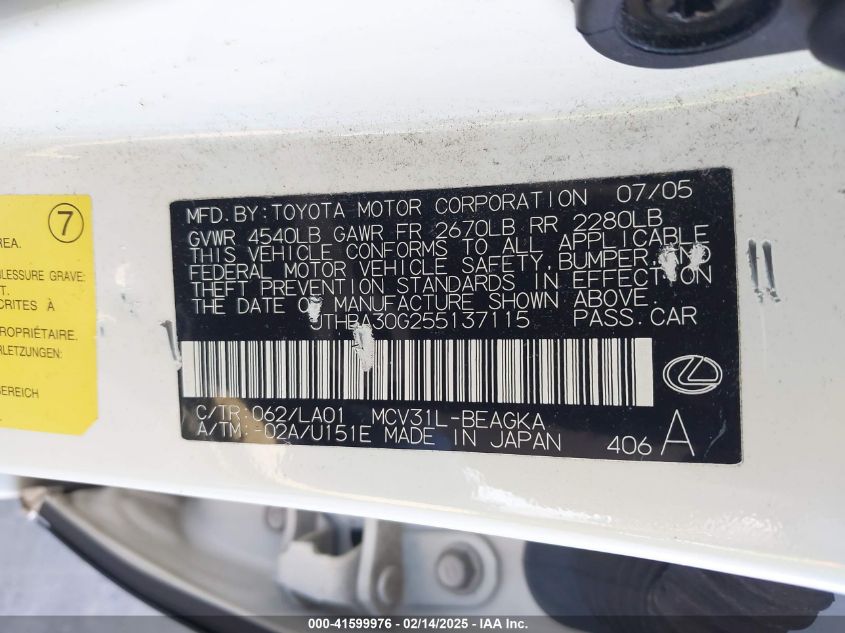 7
REA.
BLESSURE GRAVE:
T.
CRITES À
PROPRIÉTAIRE.
RLETZUNGEN:
BEREICH
MFD. BY: TOYOTA MOTOR CORPORATION 07/05
GVWR 4540LB GAWR FR 2670LB RR 2280LB
THIS VEHICLE CONFORMS TO ALL APPLICABLE
FEDERAL MOTOR VEHICLE SAFETY, BUMPER, AND
THEFT PREVENTION STANDARDS IN EFFECT ON
THE DATE OF MANUFACTURE SHOWN ABOVE.
JTHBA30G255137115 PASS. CAR
C/TR: 062/LA01 MCV31L-BEAGKA
A/TM: -02A/U151E MADE IN JAPAN
406 A
000-41599976 - 02/14/2025 - IAA Inc.